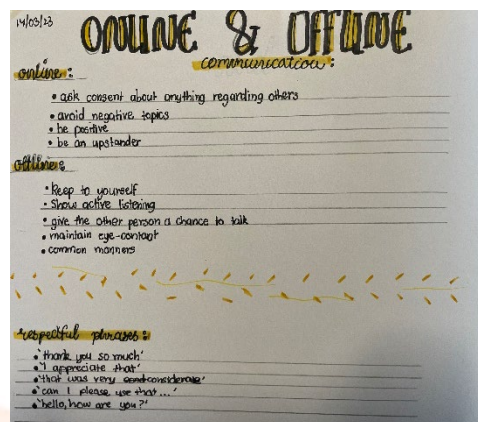 14/03/23
ONLINE & OFFLINE
communication:
online:
• ask consent about anything regarding others
• avoid negative topics
• be positive
• be an upstander
offline:
• keep to yourself
• Show active listening
• give the other person a chance to talk
• maintain eye-contact
• common manners
respectful phrases:
• 'thank you so much'
• 'I appreciate that'
• 'that was very considerate'
• 'can I please use that...'
• 'hello, how are you?'